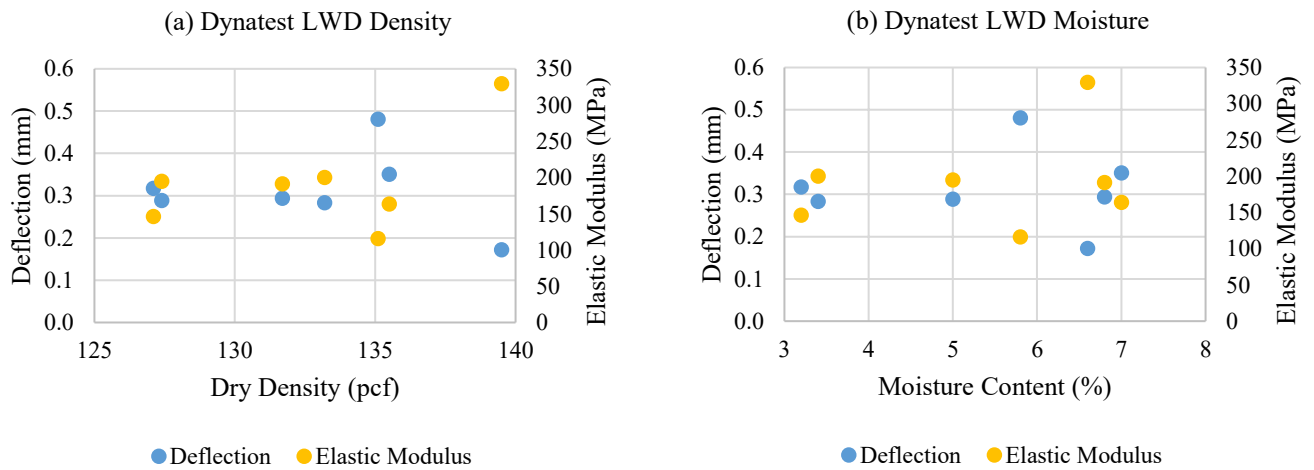 (a) Dynatest LWD Density
0.6
0.5
0.4
0.3
0.2
0.1
0.0
Deflection (mm)
350
300
250
200
150
100
50
0
Elastic Modulus (MPa)
125 130 135 140
Dry Density (pcf)
Deflection Elastic Modulus
(b) Dynatest LWD Moisture
0.6
0.5
0.4
0.3
0.2
0.1
0.0
Deflection (mm)
350
300
250
200
150
100
50
0
Elastic Modulus (MPa)
3 4 5 6 7 8
Moisture Content (%)
Deflection Elastic Modulus